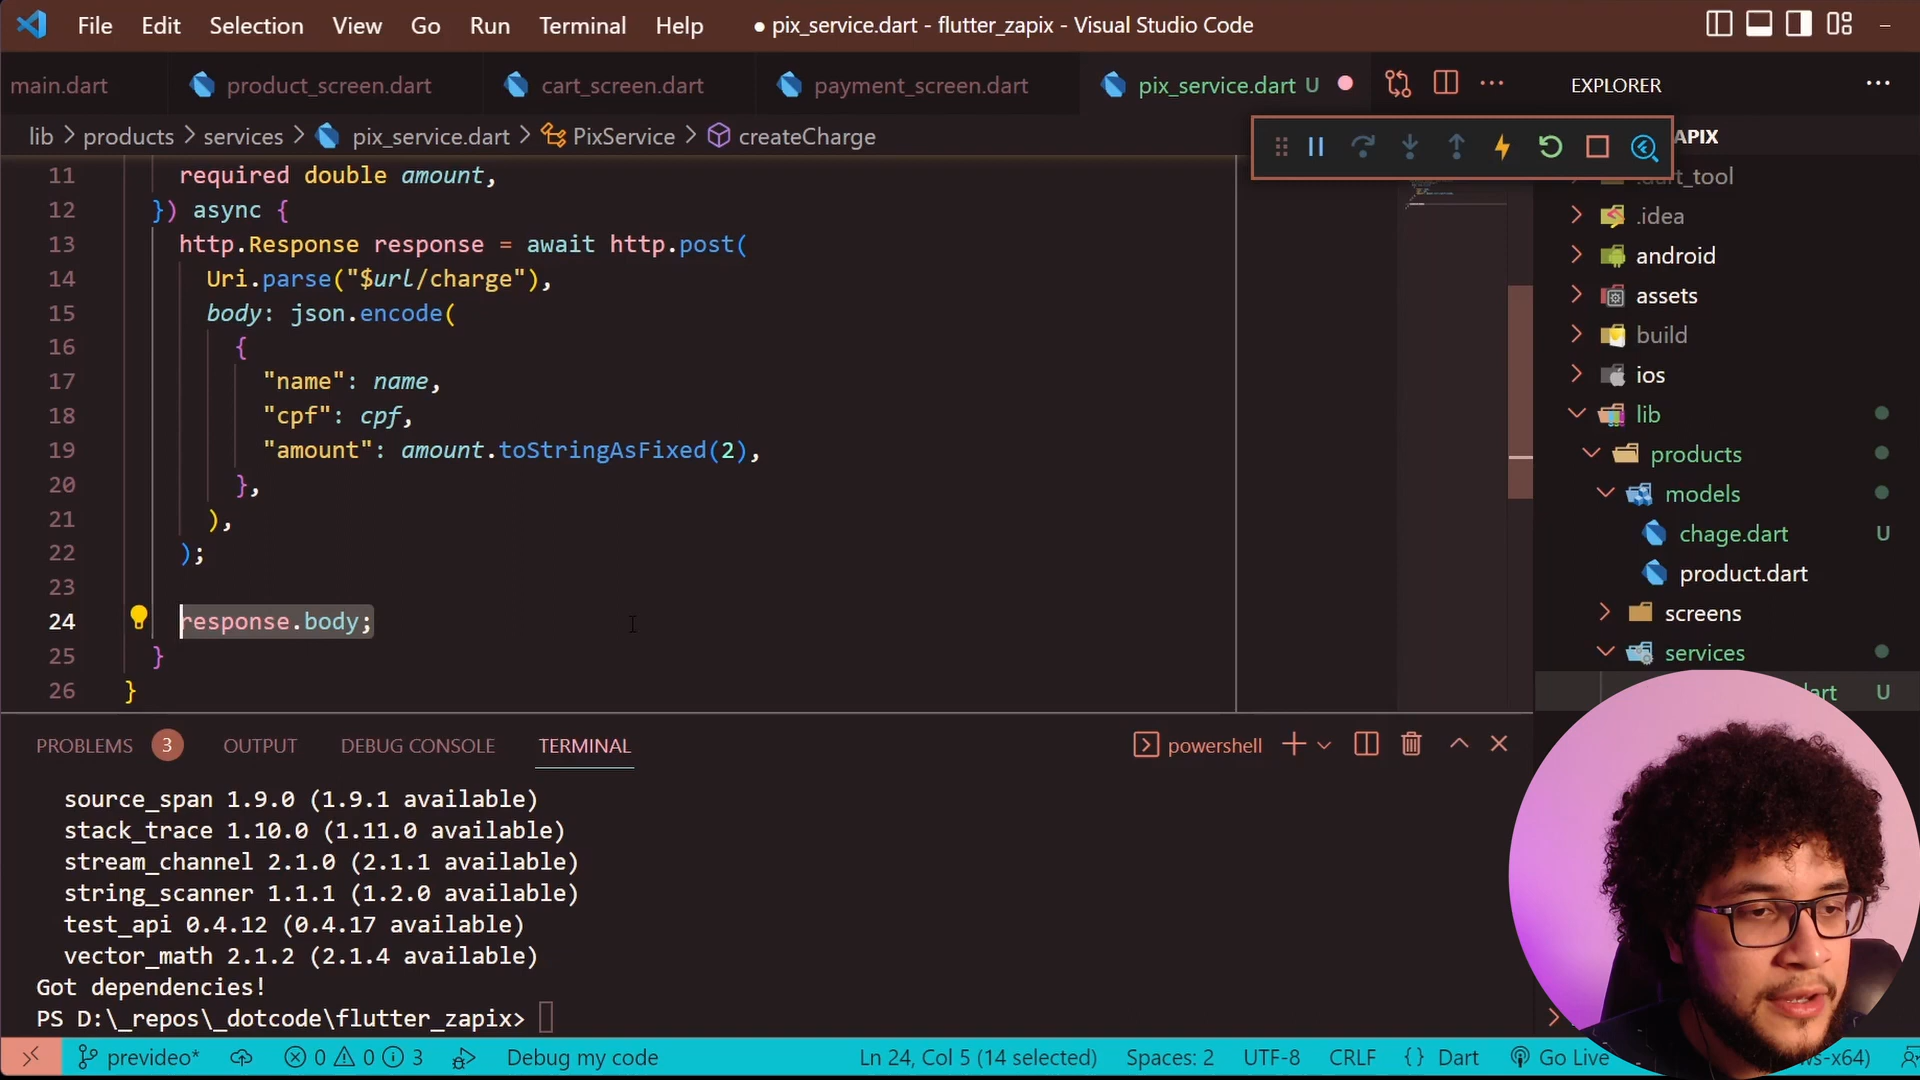 File Edit Selection View Go Run Terminal Help ● pix_service.dart - flutter_zapix - Visual Studio Code
main.dart product_screen.dart cart_screen.dart payment_screen.dart pix_service.dart U
EXPLORER
lib > products > services > pix_service.dart > PixService > createCharge
APIX
11 required double amount,
12 }) async {
13 http.Response response = await http.post(
14 Uri.parse("$url/charge"),
15 body: json.encode(
16 {
17 "name": name,
18 "cpf": cpf,
19 "amount": amount.toStringAsFixed(2),
20 },
21 ),
22 );
23
24 response.body;
25 }
26 }
.dart_tool
.idea
android
assets
build
ios
lib
products
models
chage.dart U
product.dart
screens
services
art U
PROBLEMS 3 OUTPUT DEBUG CONSOLE TERMINAL
powershell
source_span 1.9.0 (1.9.1 available)
stack_trace 1.10.0 (1.11.0 available)
stream_channel 2.1.0 (2.1.1 available)
string_scanner 1.1.1 (1.2.0 available)
test_api 0.4.12 (0.4.17 available)
vector_math 2.1.2 (2.1.4 available)
Got dependencies!
PS D:\_repos\_dotcode\flutter_zapix>
prevideo* 0 0 3 Debug my code Ln 24, Col 5 (14 selected) Spaces: 2 UTF-8 CRLF {} Dart Go Live ws-x64)